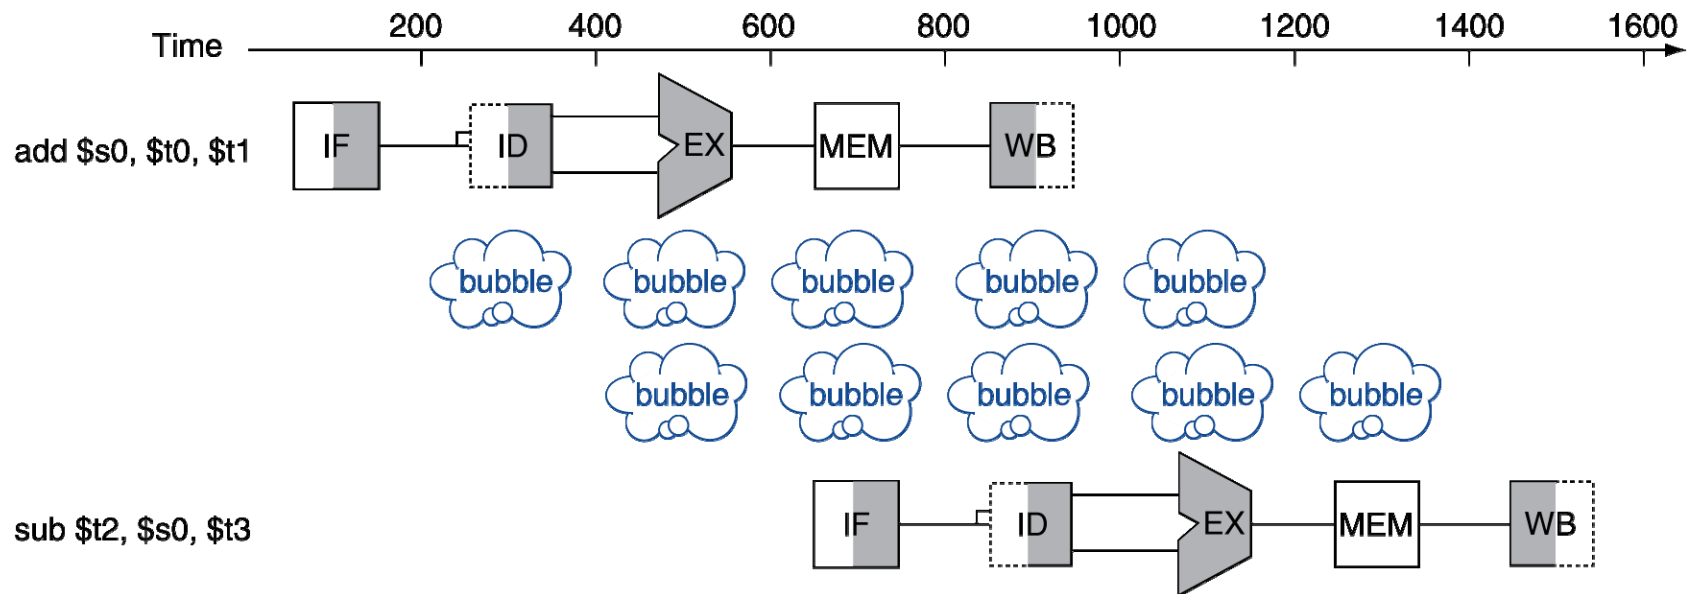 200 400 600 800 1000 1200 1400 1600
Time
add $s0, $t0, $t1 IF ID EX MEM WB
bubble bubble bubble bubble bubble
bubble bubble bubble bubble bubble
sub $t2, $s0, $t3 IF ID EX MEM WB